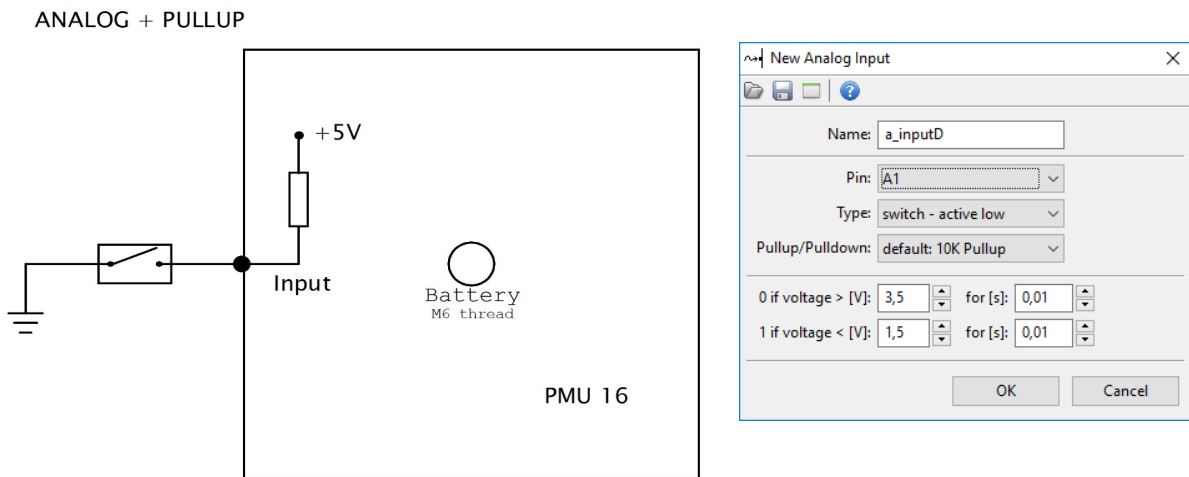 ANALOG + PULLUP
+5V
Input
Battery
M6 thread
PMU 16
New Analog Input
Name: a_inputD
Pin: A1
Type: switch - active low
Pullup/Pulldown: default: 10K Pullup
0 if voltage > [V]: 3,5 for [s]: 0,01
1 if voltage < [V]: 1,5 for [s]: 0,01
OK Cancel